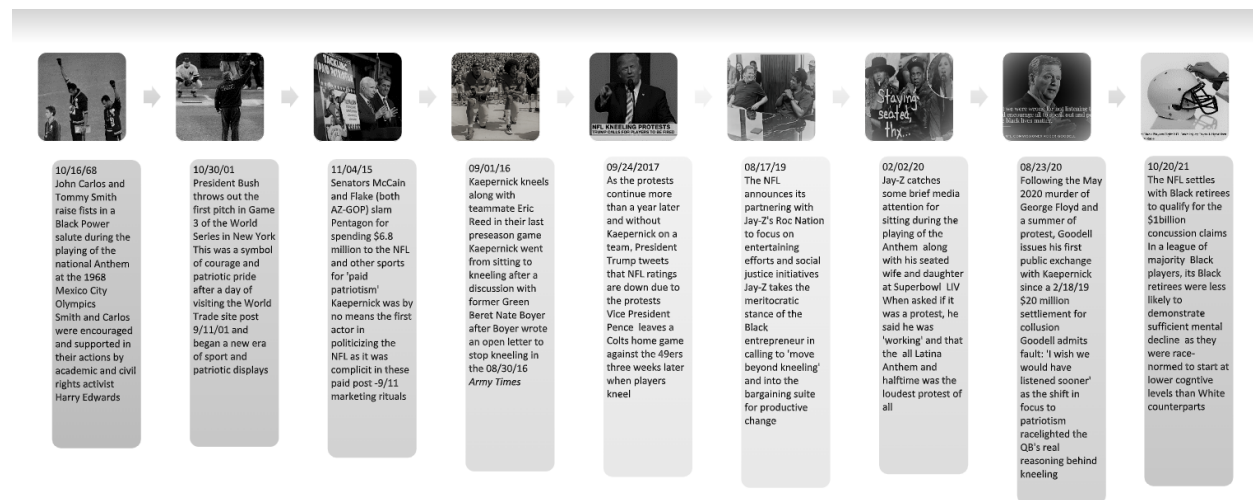 TACKLING
PAID PATRIOTISM
NFL KNEELING PROTESTS
TRUMP CALLS FOR PLAYERS TO BE FIRED
Staying
seated,
thx...
we were wrong for not listening
encourage all to speak out and
10/16/68
John Carlos and
Tommy Smith
raise fists in a
Black Power
salute during the
playing of the
national Anthem
at the 1968
Mexico City
Olympics
Smith and Carlos
were encouraged
and supported in
their actions by
academic and civil
rights activist
Harry Edwards
10/30/01
President Bush
throws out the
first pitch in Game
3 of the World
Series in New York
This was a symbol
of courage and
patriotic pride
after a day of
visiting the World
Trade site post
9/11/01 and
began a new era
of sport and
patriotic displays
11/04/15
Senators McCain
and Flake (both
AZ-GOP) slam
Pentagon for
spending $6.8
million to the NFL
and other sports
for 'paid
patriotism'
Kaepernick was by
no means the first
actor in
politicizing the
NFL as it was
complicit in these
paid post -9/11
marketing rituals
09/01/16
Kaepernick kneels
along with
teammate Eric
Reed in their last
preseason game
Kaepernick went
from sitting to
kneeling after a
discussion with
former Green
Beret Nate Boyer
after Boyer wrote
an open letter to
stop kneeling in
the 08/30/16
Army Times
09/24/2017
As the protests
continue more
than a year later
and without
Kaepernick on a
team, President
Trump tweets
that NFL ratings
are down due to
the protests
Vice President
Pence leaves a
Colts home game
against the 49ers
three weeks later
when players
kneel
08/17/19
The NFL
announces its
partnering with
Jay-Z's Roc Nation
to focus on
entertaining
efforts and social
justice initiatives
Jay-Z takes the
meritocratic
stance of the
Black
entrepreneur in
calling to 'move
beyond kneeling'
and into the
bargaining suite
for productive
change
02/02/20
Jay-Z catches
some brief media
attention for
sitting during the
playing of the
Anthem along
with his seated
wife and daughter
at Superbowl LIV
When asked if it
was a protest, he
said he was
'working' and that
the all Latina
Anthem and
halftime was the
loudest protest of
all
08/23/20
Following the May
2020 murder of
George Floyd and
a summer of
protest, Goodell
issues his first
public exchange
with Kaepernick
since a 2/18/19
$20 million
settlement for
collusion
Goodell admits
fault: 'I wish we
would have
listened sooner'
as the shift in
focus to
patriotism
racelighted the
QB's real
reasoning behind
kneeling
10/20/21
The NFL settles
with Black retirees
to qualify for the
$1billion
concussion claims
In a league of
majority Black
players, its Black
retirees were less
likely to
demonstrate
sufficient mental
decline as they
were race-
normed to start at
lower cogntive
levels than White
counterparts